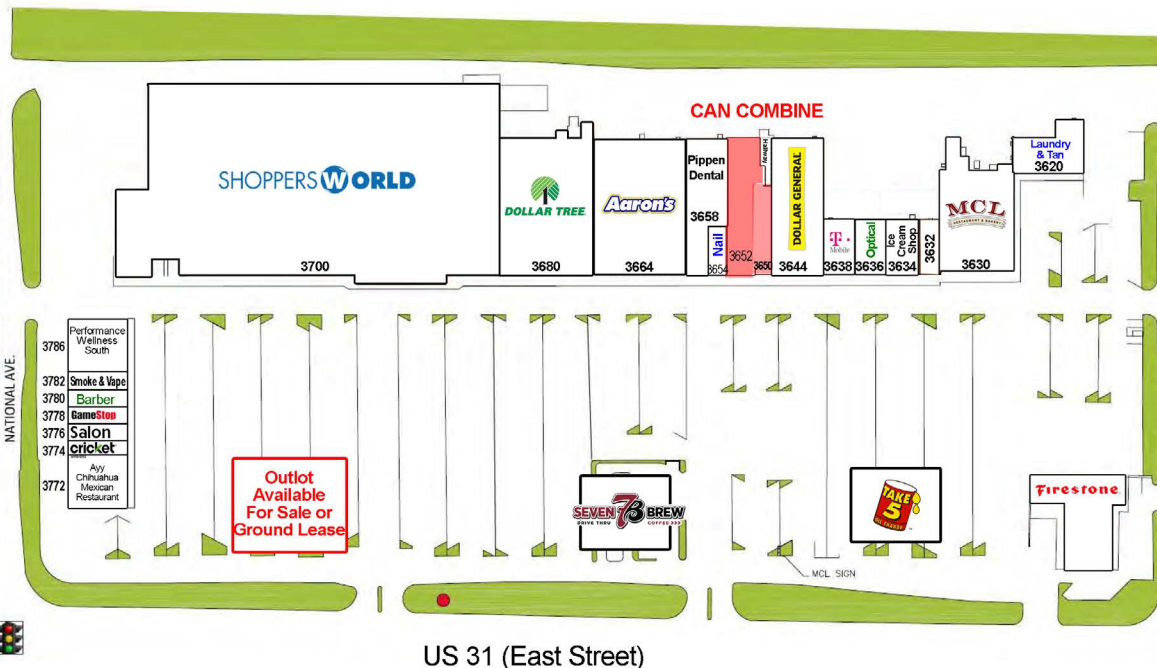 CAN COMBINE
SHOPPERS WORLD
3700
DOLLAR TREE
3680
Aaron's
3664
Pippen
Dental
3658
Nail
3654
3652
Hallway
3650
DOLLAR GENERAL
3644
T Mobile
3638
Optical
3636
Ice
Cream
Shop
3634
3632
MCL
RESTAURANT & BAKERY
3630
Laundry
& Tan
3620
NATIONAL AVE.
3786
Performance
Wellness
South
3782 Smoke & Vape
3780 Barber
3778 GameStop
3776 Salon
3774 cricket
3772
Ayy
Chihuahua
Mexican
Restaurant
Outlot
Available
For Sale or
Ground Lease
SEVEN 7B BREW
DRIVE THRU COFFEE
TAKE
5
OIL CHANGE
Firestone
MCL SIGN
US 31 (East Street)